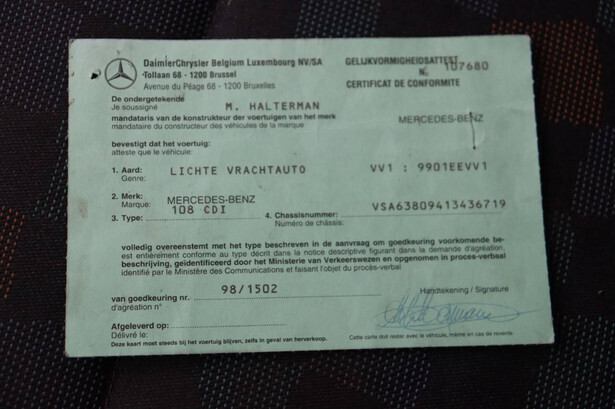 DaimlerChrysler Belgium Luxembourg NV/SA
Tollaan 68 - 1200 Brussel
Avenue du Péage 68 - 1200 Bruxelles
GELIJKVORMIGHEIDSATTEST
N. 107680
CERTIFICAT DE CONFORMITE
De ondergetekende
Je soussigné
M. HALTERMAN
mandataris van de konstrukteur der voertuigen van het merk
mandataire du constructeur des véhicules de la marque
MERCEDES-BENZ
bevestigt dat het voertuig:
atteste que le véhicule:
1. Aard: LICHTE VRACHTAUTO VV1 : 9901EEVV1
Genre:
2. Merk: MERCEDES-BENZ
Marque:
108 CDI
3. Type: 4. Chassisnummer: VSA63809413436719
Numéro de châssis:
volledig overeenstemt met het type beschreven in de aanvraag om goedkeuring voorkomende be-
est entièrement conforme au type décrit dans la notice descriptive figurant dans la demande d'agréation,
beschrijving, geïdentificeerd door het Ministerie van Verkeerswezen en opgenomen in proces-verbaal
identifié par le Ministère des Communications et faisant l'objet du procès-verbal
van goedkeuring nr. 98/1502
d'agréation n°
Handtekening / Signature
Afgeleverd op:
Délivré le:
Deze kaart moet steeds bij het voertuig blijven, zelfs in geval van herverkoop.
Cette carte doit rester avec le véhicule, même en cas de revente.